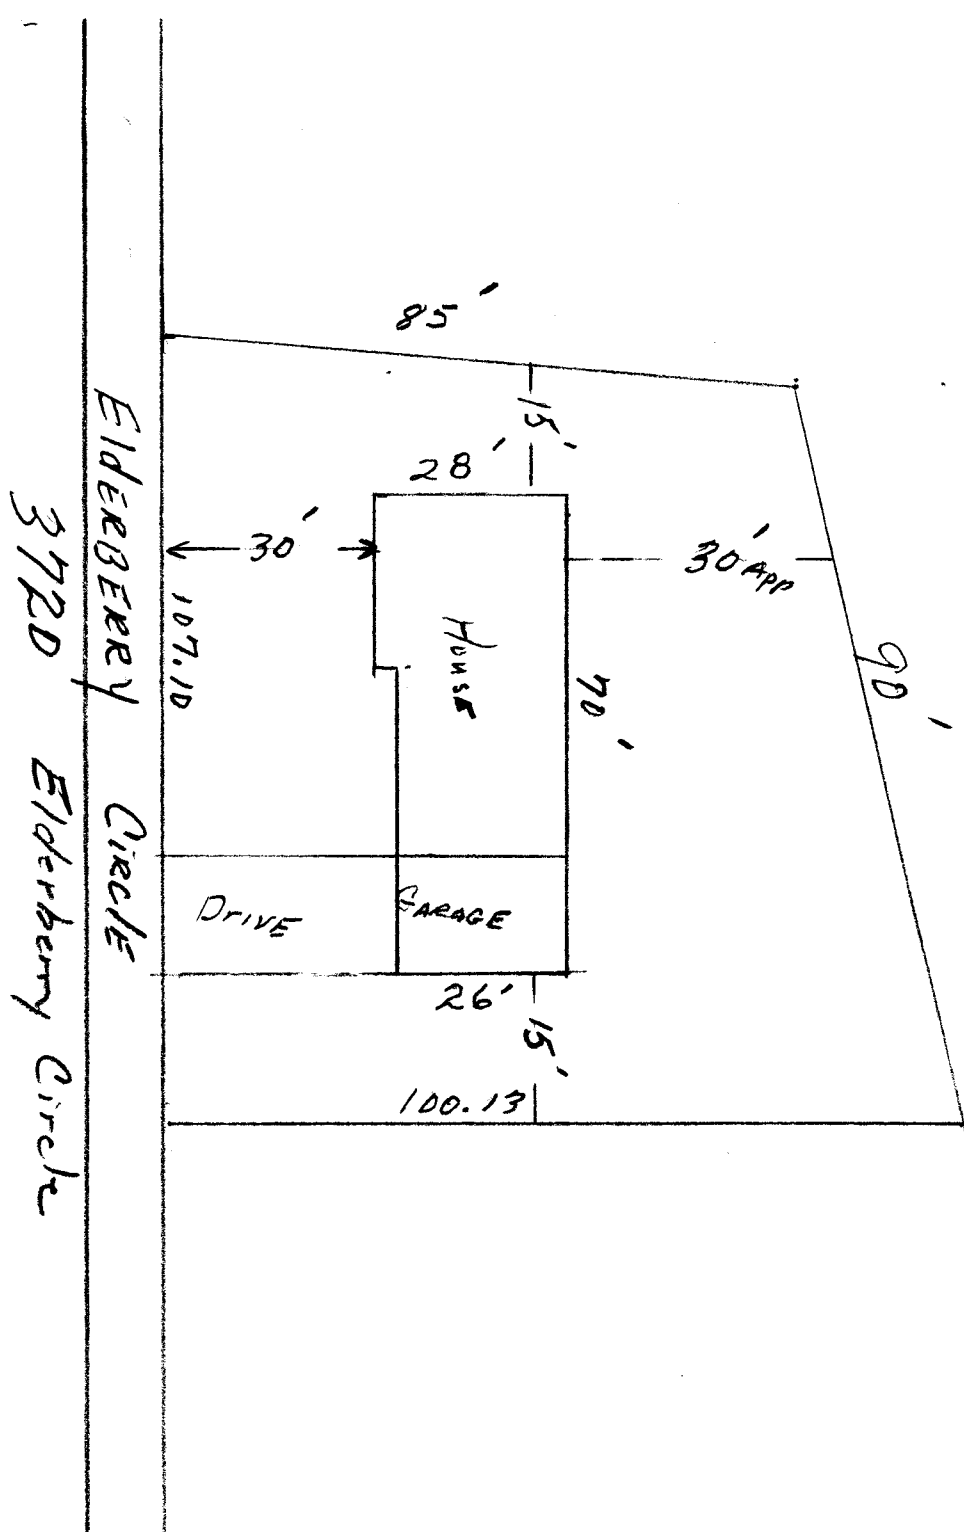 85'
15'
28'
30'
30' APP
107.10
House
70'
90'
Drive
Garage
26'
15'
100.13
ElderBERRY Circle
3720 Elderberry Circle